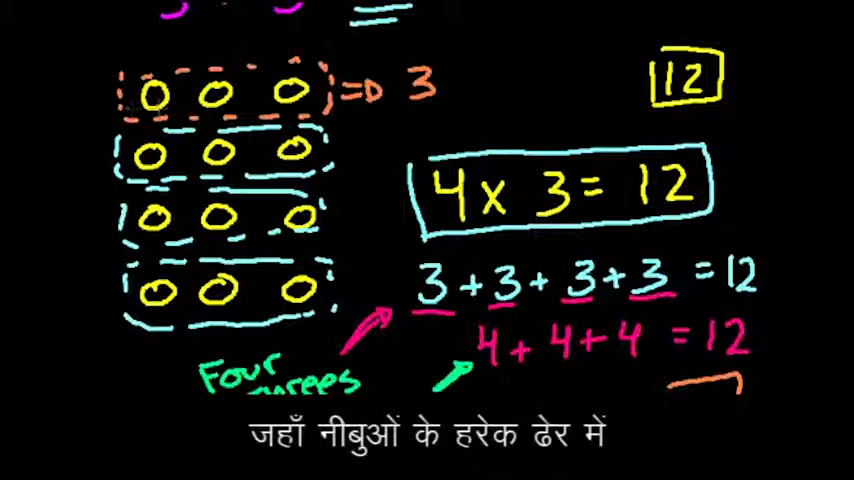 ⇒ 3
12
4 x 3 = 12
3 + 3 + 3 + 3 = 12
4 + 4 + 4 = 12
Four
जहाँ नीबुओं के हरेक ढेर में